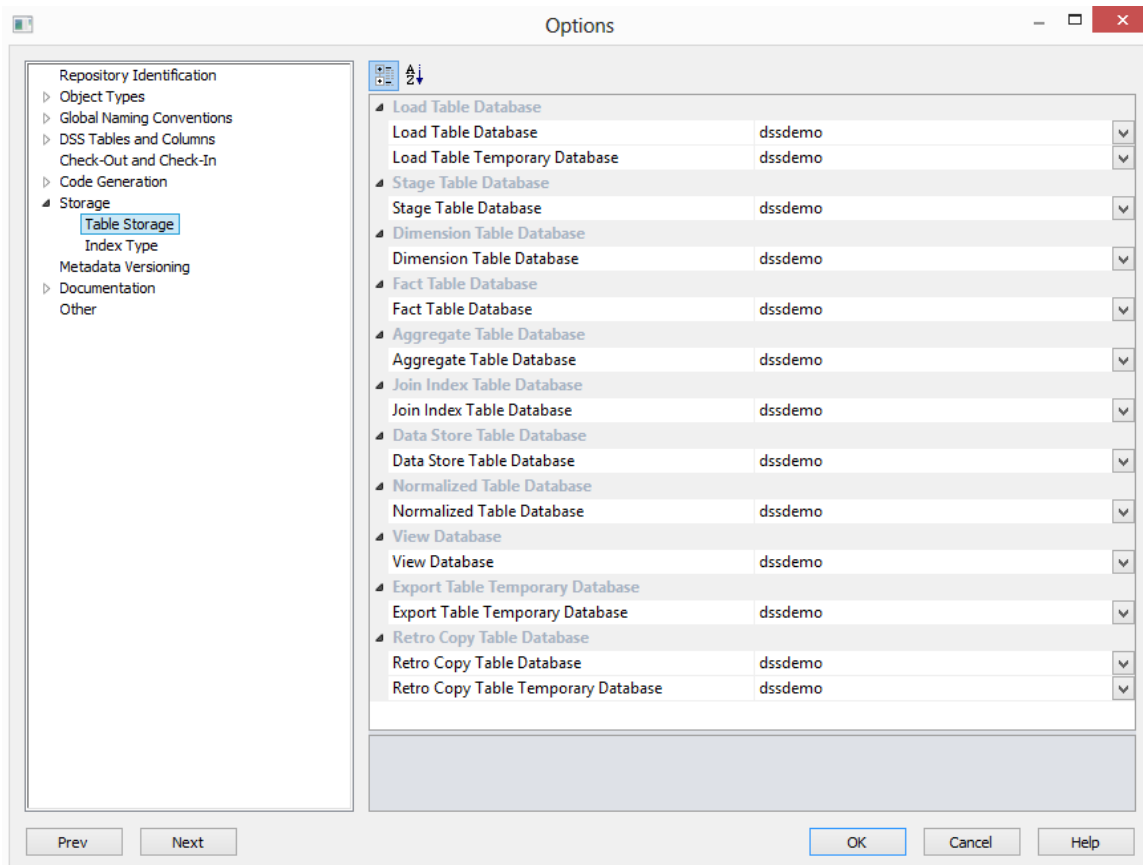 Options
Repository Identification
Object Types
Global Naming Conventions
DSS Tables and Columns
Check-Out and Check-In
Code Generation
Storage
Table Storage
Index Type
Metadata Versioning
Documentation
Other
Load Table Database
Load Table Database dssdemo
Load Table Temporary Database dssdemo
Stage Table Database
Stage Table Database dssdemo
Dimension Table Database
Dimension Table Database dssdemo
Fact Table Database
Fact Table Database dssdemo
Aggregate Table Database
Aggregate Table Database dssdemo
Join Index Table Database
Join Index Table Database dssdemo
Data Store Table Database
Data Store Table Database dssdemo
Normalized Table Database
Normalized Table Database dssdemo
View Database
View Database dssdemo
Export Table Temporary Database
Export Table Temporary Database dssdemo
Retro Copy Table Database
Retro Copy Table Database dssdemo
Retro Copy Table Temporary Database dssdemo
Prev Next OK Cancel Help